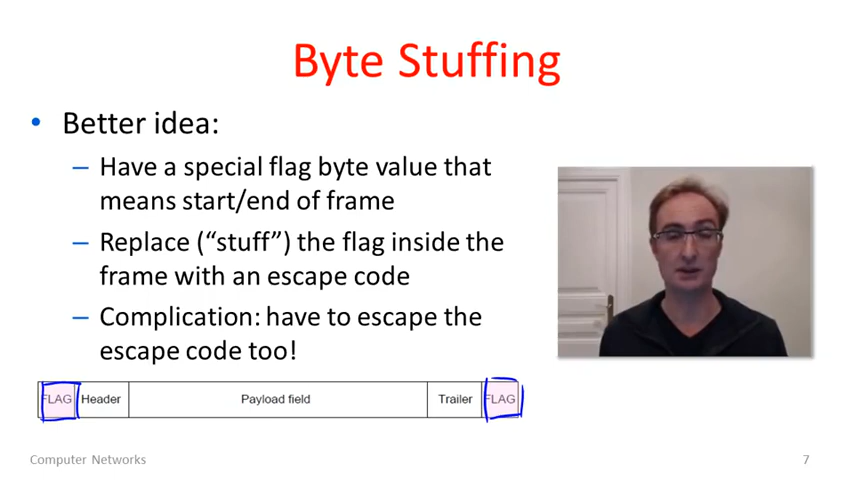 Byte Stuffing
• Better idea:
– Have a special flag byte value that
means start/end of frame
– Replace (“stuff”) the flag inside the
frame with an escape code
– Complication: have to escape the
escape code too!
FLAG Header Payload field Trailer FLAG
Computer Networks 7